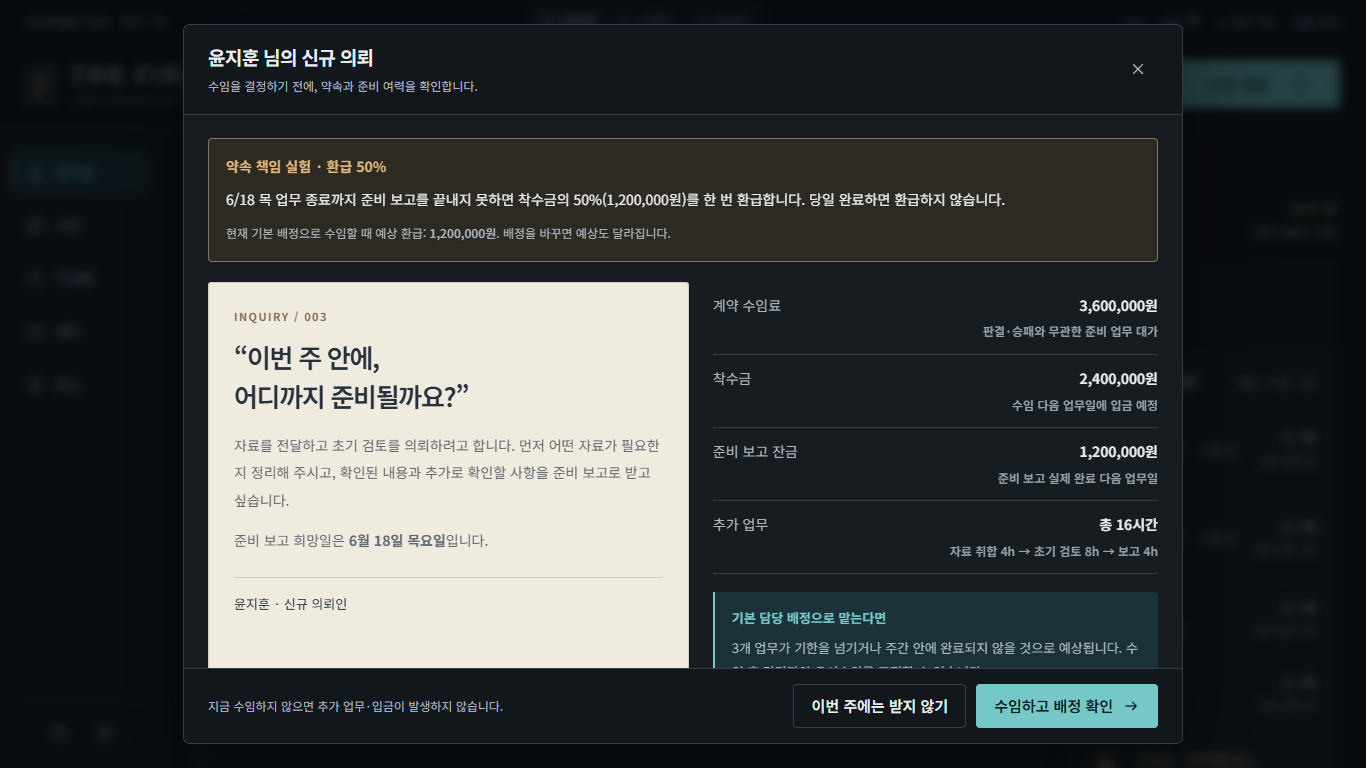 윤지훈 님의 신규 의뢰
수임을 결정하기 전에, 약속과 준비 여력을 확인합니다.
약속 책임 실험 · 환급 50%
6/18 목 업무 종료까지 준비 보고를 끝내지 못하면 착수금의 50%(1,200,000원)를 한 번 환급합니다. 당일 완료하면 환급하지 않습니다.
현재 기본 배정으로 수임할 때 예상 환급: 1,200,000원. 배정을 바꾸면 예상도 달라집니다.
INQUIRY / 003
“이번 주 안에,
어디까지 준비될까요?”
자료를 전달하고 초기 검토를 의뢰하려고 합니다. 먼저 어떤 자료가 필요한
지 정리해 주시고, 확인된 내용과 추가로 확인할 사항을 준비 보고로 받고
싶습니다.
준비 보고 희망일은 6월 18일 목요일입니다.
윤지훈 · 신규 의뢰인
계약 수임료 3,600,000원
판결·승패와 무관한 준비 업무 대가
착수금 2,400,000원
수임 다음 업무일에 입금 예정
준비 보고 잔금 1,200,000원
준비 보고 실제 완료 다음 업무일
추가 업무 총 16시간
자료 취합 4h → 초기 검토 8h → 보고 4h
기본 담당 배정으로 맡는다면
3개 업무가 기한을 넘기거나 주간 안에 완료되지 않을 것으로 예상됩니다. 수
지금 수임하지 않으면 추가 업무·입금이 발생하지 않습니다.
이번 주에는 받지 않기
수임하고 배정 확인 →